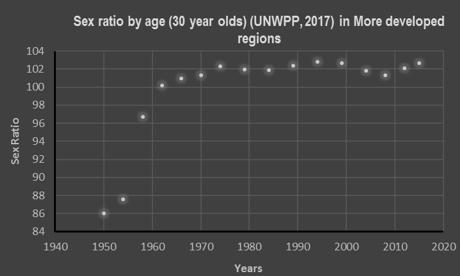 Sex ratio by age (30 year olds) (UNWPP, 2017) in More developed
regions
104
102
100
98
96
94
92
90
88
86
84
Sex Ratio
1940 1950 1960 1970 1980 1990 2000 2010 2020
Years